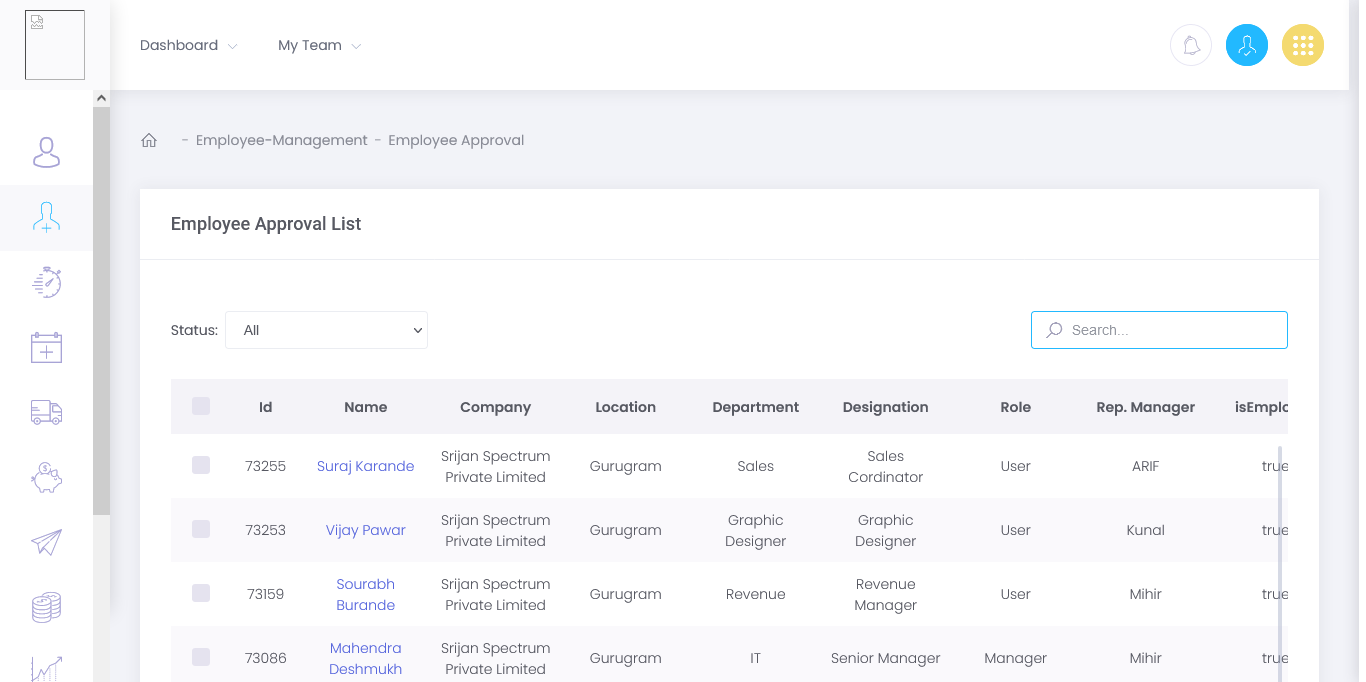 Dashboard My Team
- Employee-Management - Employee Approval
Employee Approval List
Status: All Search...
Id Name Company Location Department Designation Role Rep. Manager isEmplo
73255 Suraj Karande Srijan Spectrum Private Limited Gurugram Sales Sales Cordinator User ARIF true
73253 Vijay Pawar Srijan Spectrum Private Limited Gurugram Graphic Designer Graphic Designer User Kunal true
73159 Sourabh Burande Srijan Spectrum Private Limited Gurugram Revenue Revenue Manager User Mihir true
73086 Mahendra Deshmukh Srijan Spectrum Private Limited Gurugram IT Senior Manager Manager Mihir true